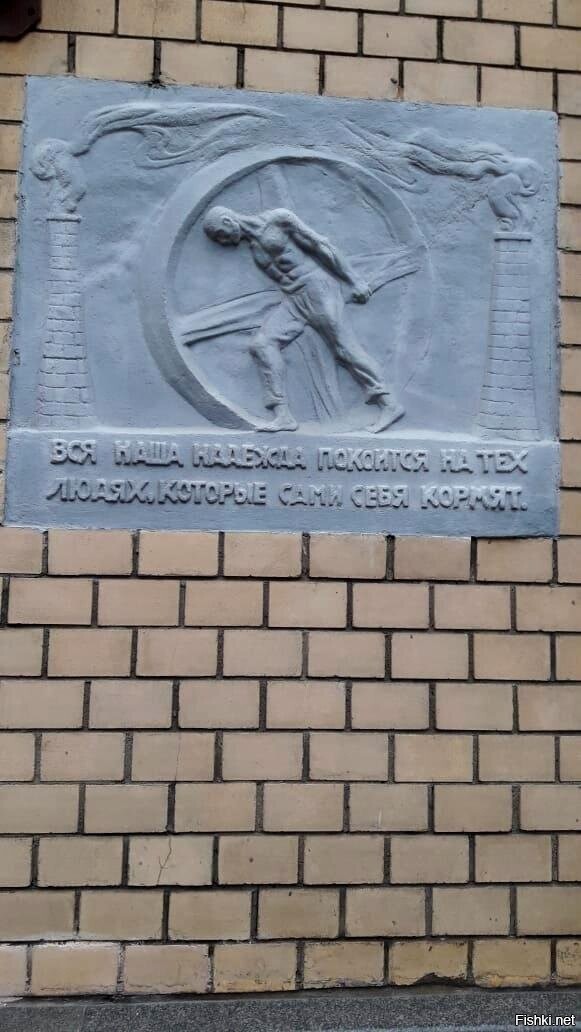 ВСЯ НАША НАДЕЖДА ПОКОИТСЯ НА ТЕХ
ЛЮДЯХ, КОТОРЫЕ САМИ СЕБЯ КОРМЯТ.
Fishki.net